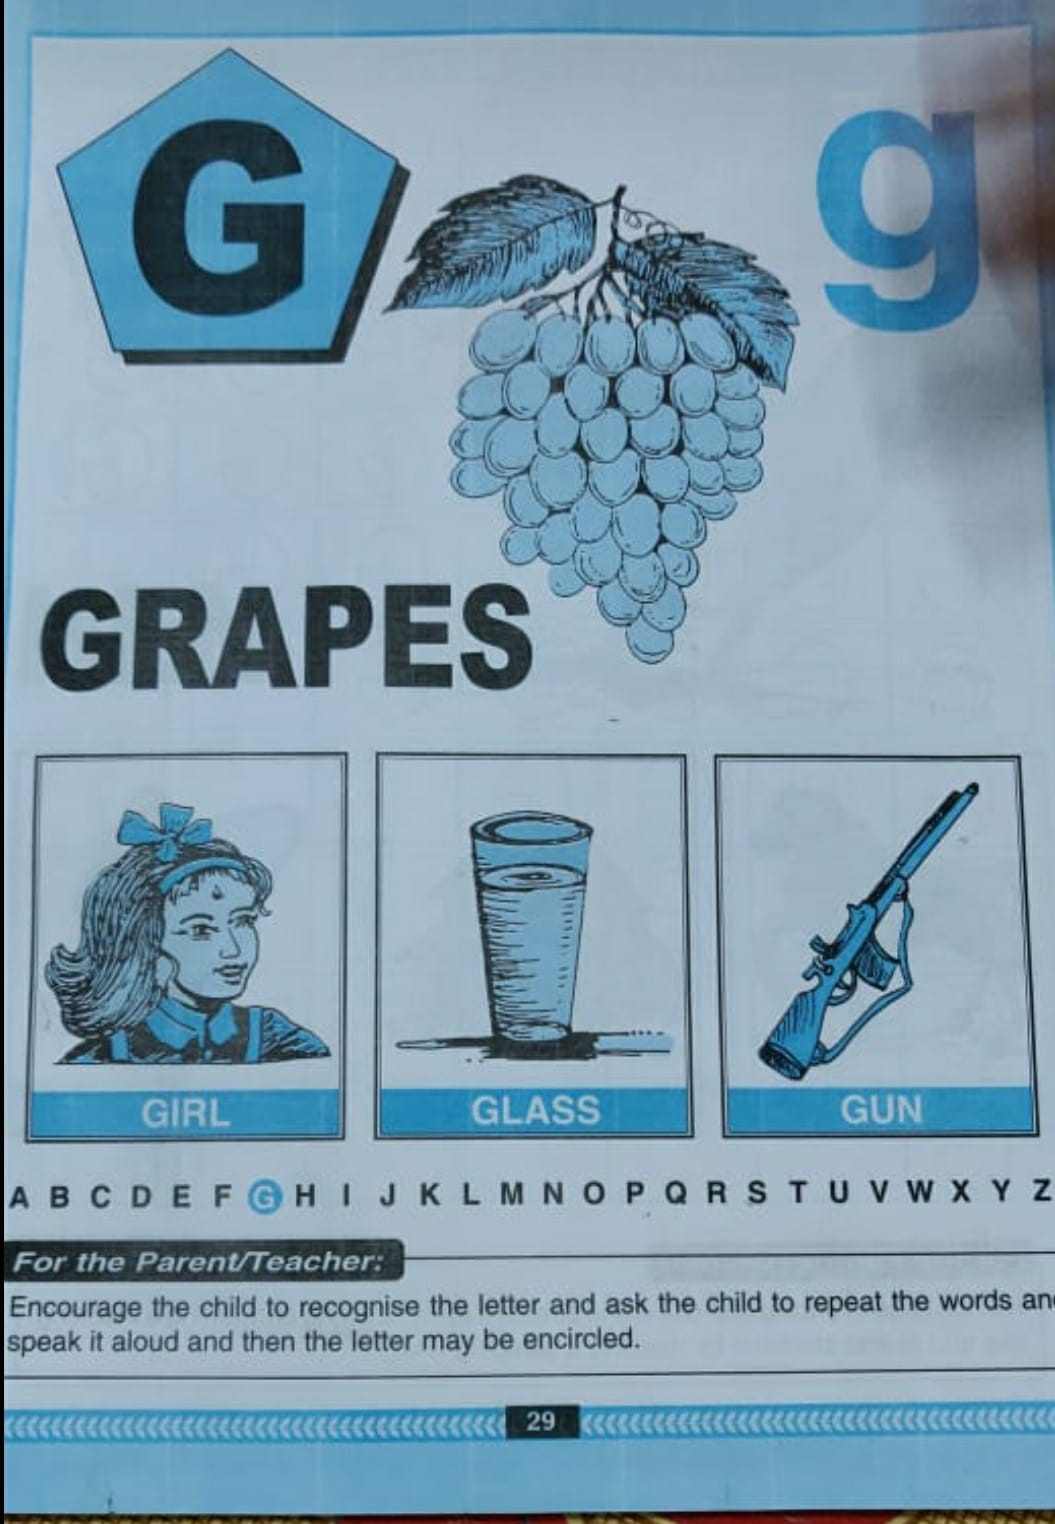 G
g
GRAPES
GIRL
GLASS
GUN
A B C D E F G H I J K L M N O P Q R S T U V W X Y Z
For the Parent/Teacher:
Encourage the child to recognise the letter and ask the child to repeat the words and
speak it aloud and then the letter may be encircled.
29